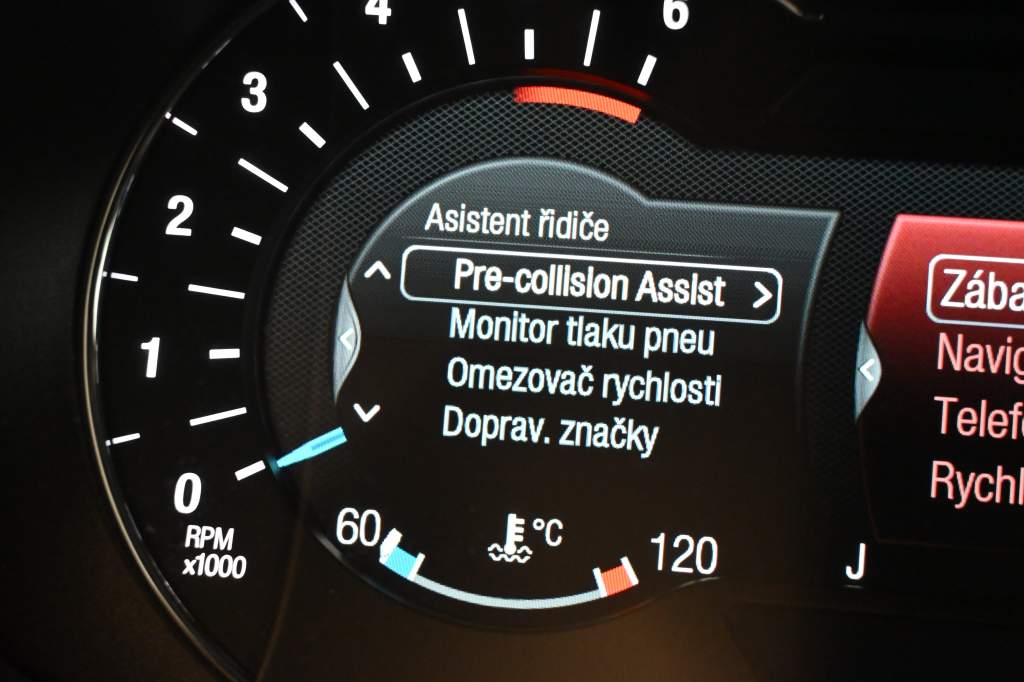 4
6
3
2
1
0
RPM
x1000
Asistent řidiče
Pre-collision Assist
Monitor tlaku pneu
Omezovač rychlosti
Doprav. značky
60
°C
120
J